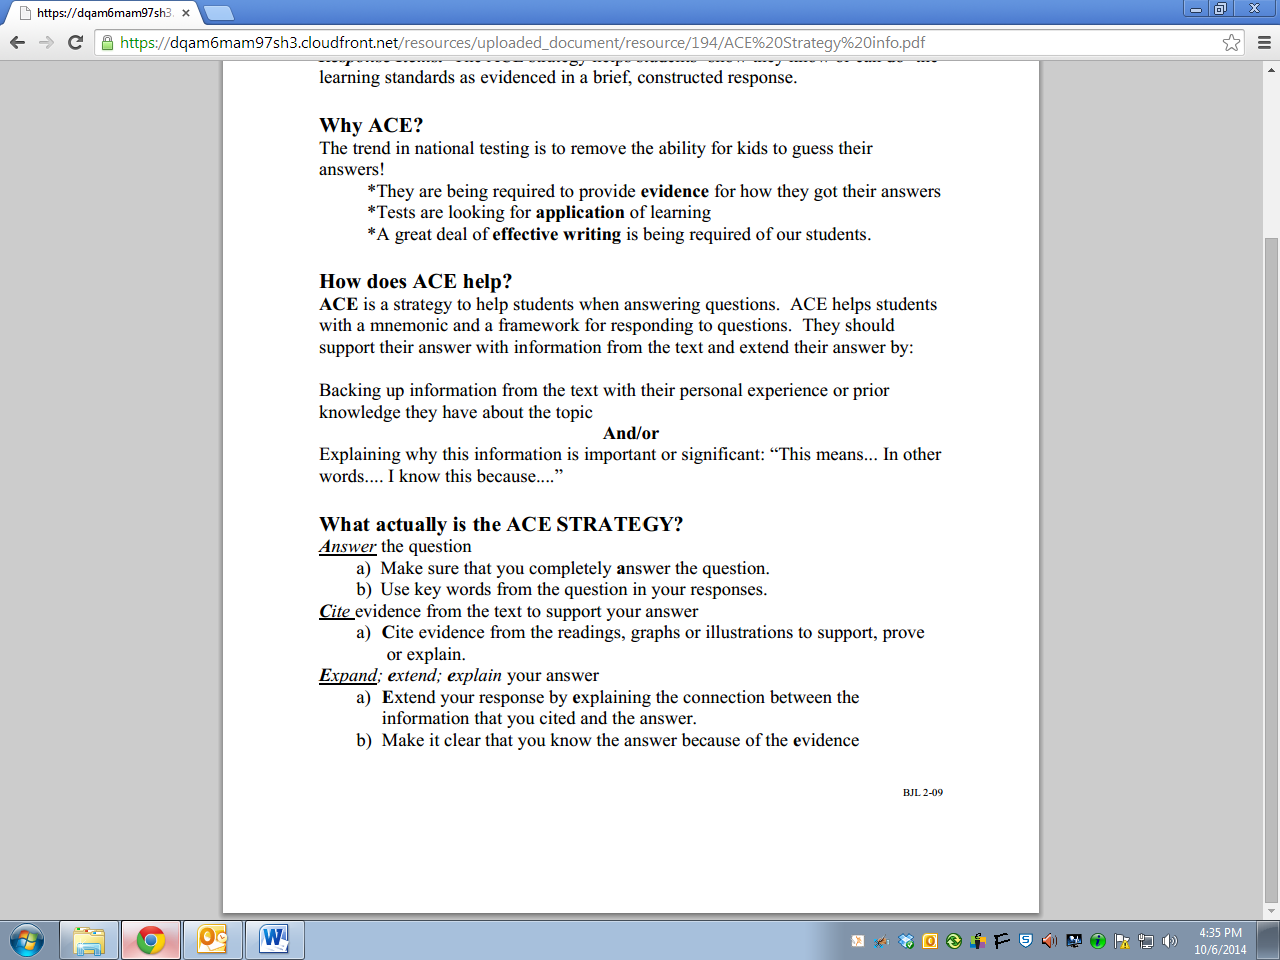 https://dqam6mam97sh3.
https://dqam6mam97sh3.cloudfront.net/resources/uploaded_document/resource/194/ACE%20Strategy%20info.pdf
learning standards as evidenced in a brief, constructed response.
Why ACE?
The trend in national testing is to remove the ability for kids to guess their
answers!
*They are being required to provide evidence for how they got their answers
*Tests are looking for application of learning
*A great deal of effective writing is being required of our students.
How does ACE help?
ACE is a strategy to help students when answering questions.  ACE helps students
with a mnemonic and a framework for responding to questions.  They should
support their answer with information from the text and extend their answer by:
Backing up information from the text with their personal experience or prior
knowledge they have about the topic
And/or
Explaining why this information is important or significant: “This means... In other
words.... I know this because....”
What actually is the ACE STRATEGY?
Answer the question
a) Make sure that you completely answer the question.
b) Use key words from the question in your responses.
Cite evidence from the text to support your answer
a) Cite evidence from the readings, graphs or illustrations to support, prove
or explain.
Expand; extend; explain your answer
a) Extend your response by explaining the connection between the
information that you cited and the answer.
b) Make it clear that you know the answer because of the evidence
BJL 2-09
4:35 PM
10/6/2014